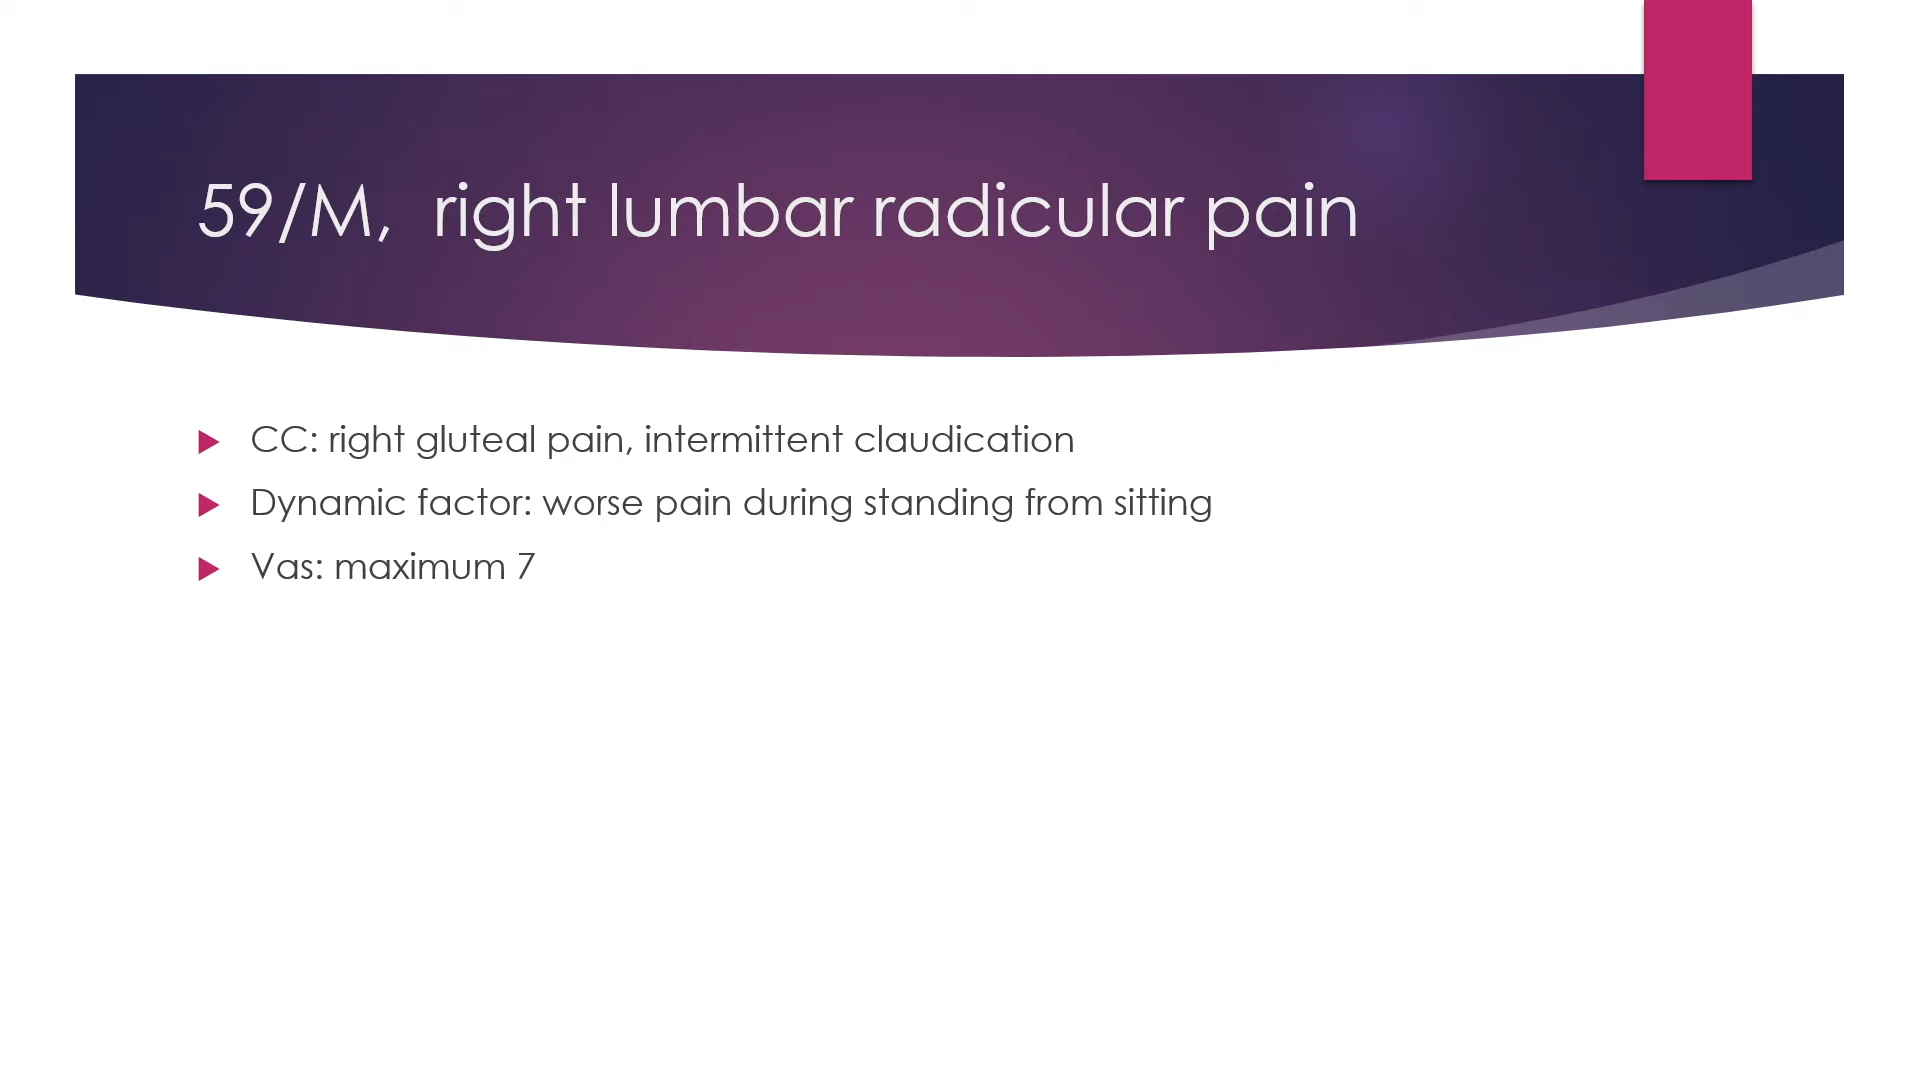 59/M, right lumbar radicular pain
CC: right gluteal pain, intermittent claudication
Dynamic factor: worse pain during standing from sitting
Vas: maximum 7